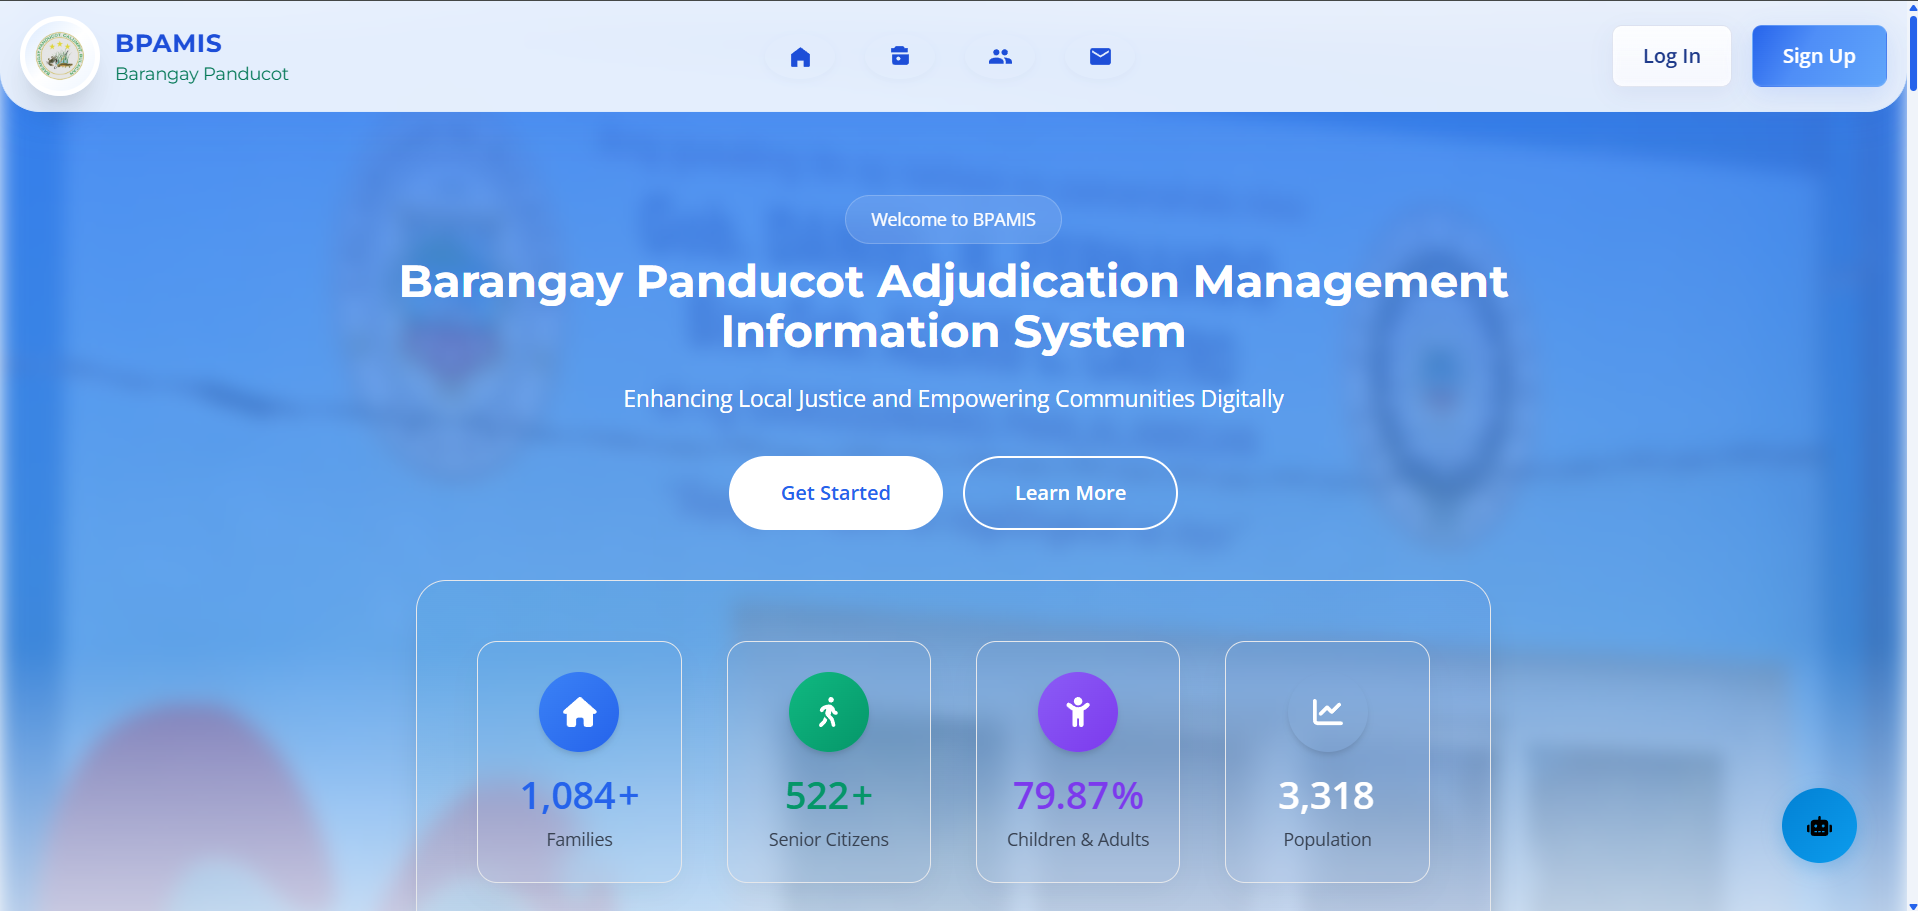 BPAMIS
Barangay Panducot
Log In
Sign Up
Welcome to BPAMIS
Barangay Panducot Adjudication Management
Information System
Enhancing Local Justice and Empowering Communities Digitally
Get Started
Learn More
1,084+
Families
522+
Senior Citizens
79.87%
Children & Adults
3,318
Population